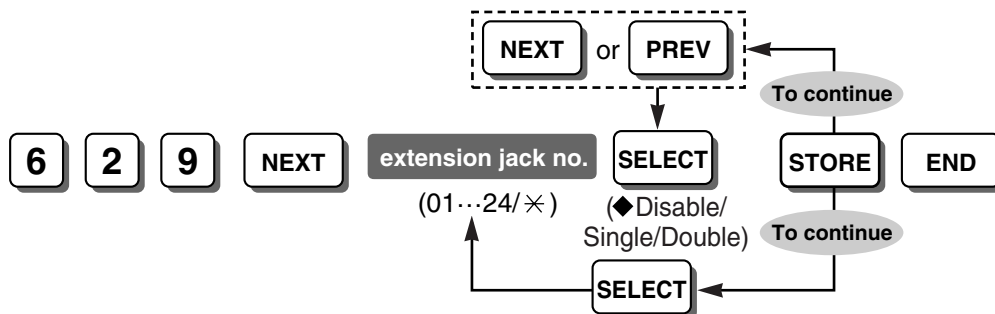 NEXT or PREV
To continue
6 2 9 NEXT extension jack no. SELECT STORE END
(01···24/✳)
(◆Disable/
Single/Double)
To continue
SELECT